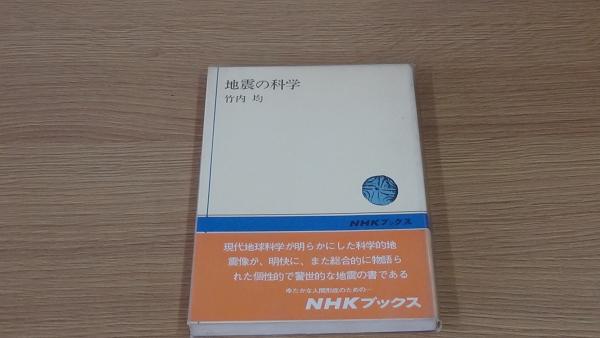 地震の科学
竹内 均
NHKブックス
現代地球科学が明らかにした科学的地
震像が、明快に、また総合的に物語ら
れた個性的で警世的な地震の書である
ゆたかな人間形成のための―
NHKブックス